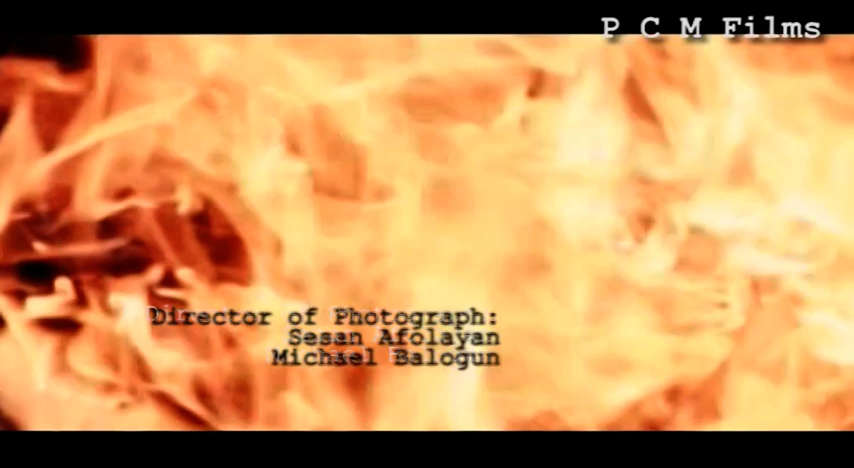 P C M Films
Director of Photograph:
Sesan Afolayan
Michael Balogun